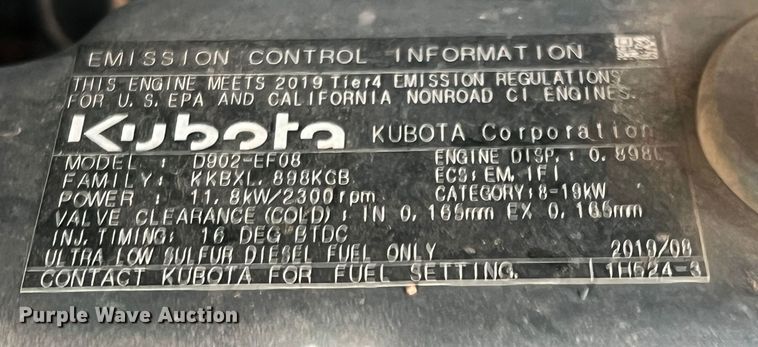 EMISSION CONTROL INFORMATION
THIS ENGINE MEETS 2019 Tier4 EMISSION REGULATIONS
FOR U.S.EPA AND CALIFORNIA NONROAD CI ENGINES.
Kubota KUBOTA Corporation
MODEL : D902-EF08 ENGINE DISP.: 0.898L
FAMILY: KKBXL.898KCB ECS: EM, IFI
POWER : 11.8kW/2300rpm CATEGORY:8-19kW
VALVE CLEARANCE (COLD) : IN 0.165mm EX 0.165mm
INJ.TIMING: 16 DEG BTDC
ULTRA LOW SULFUR DIESEL FUEL ONLY 2019/08
CONTACT KUBOTA FOR FUEL SETTING. 1H624-3
Purple Wave Auction